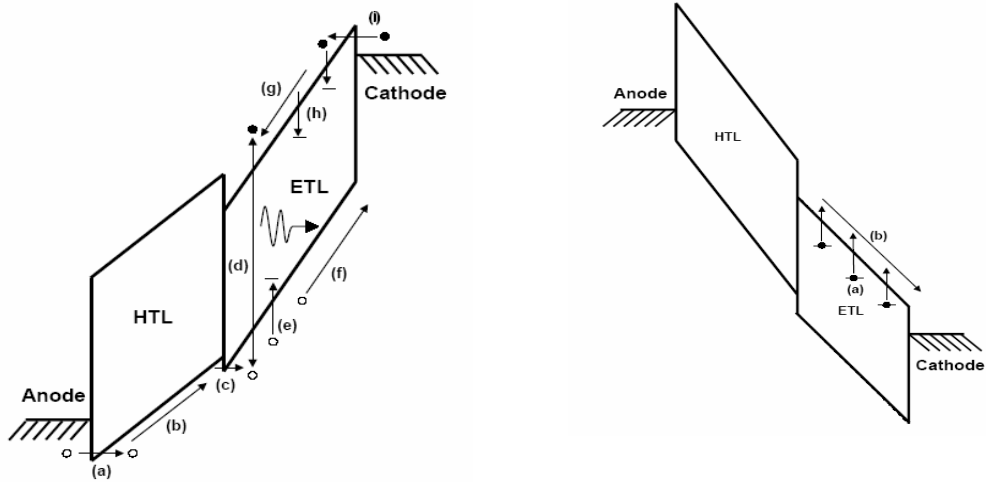 (i)
Cathode
(g)
(h)
ETL
(d)
(f)
HTL
(e)
(c)
Anode
(b)
(a)
Anode
HTL
(b)
(a)
ETL
Cathode